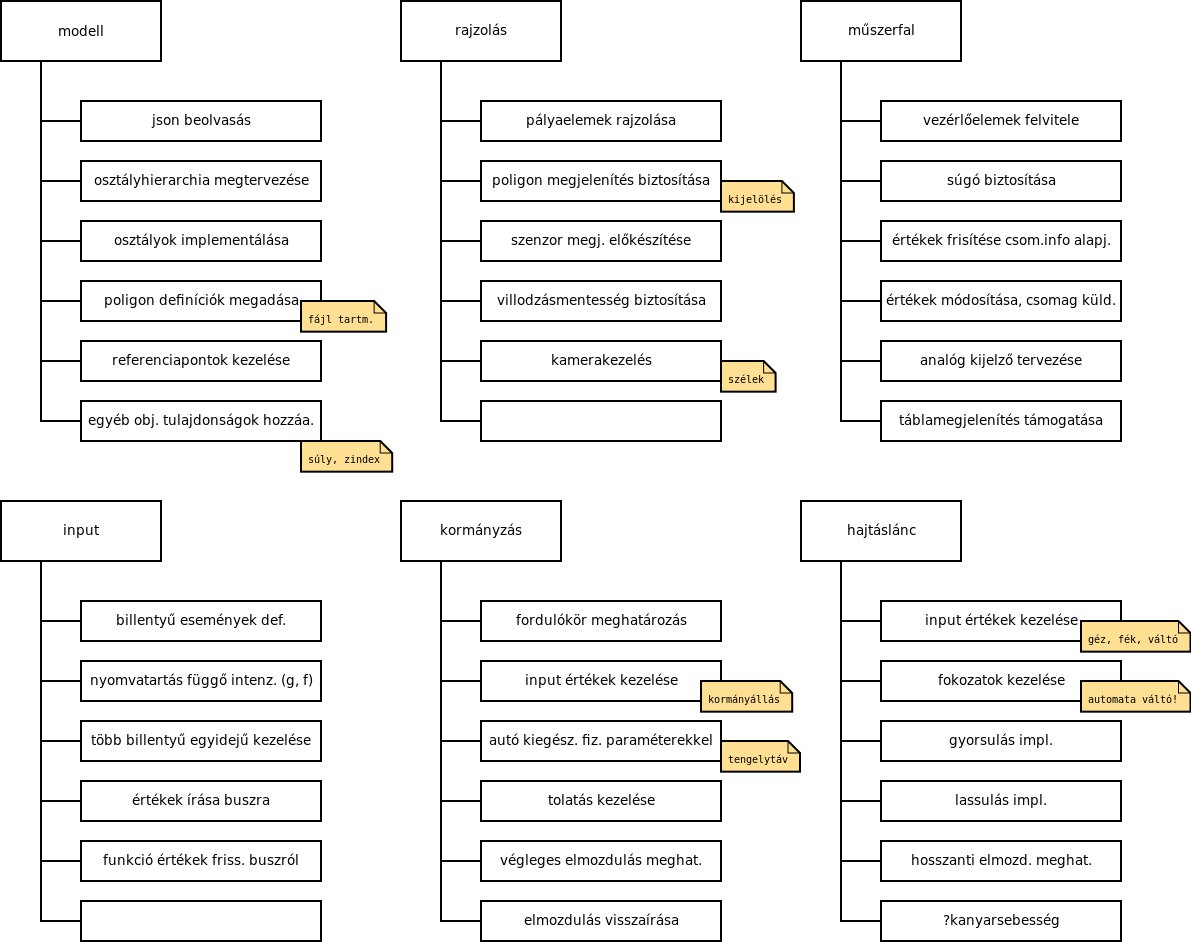 modell
json beolvasás
osztályhierarchia megtervezése
osztályok implementálása
poligon definíciók megadása
fájl tartm.
referenciapontok kezelése
egyéb obj. tulajdonságok hozzáa.
súly, zindex
rajzolás
pályaelemek rajzolása
poligon megjelenítés biztosítása
kijelölés
szenzor megj. előkészítése
villodzásmentesség biztosítása
kamerakezelés
szélek
műszerfal
vezérlőelemek felvitele
súgó biztosítása
értékek frisítése csom.info alapj.
értékek módosítása, csomag küld.
analóg kijelző tervezése
táblamegjelenítés támogatása
input
billentyű események def.
nyomvatartás függő intenz. (g, f)
több billentyű egyidejű kezelése
értékek írása buszra
funkció értékek friss. buszról
kormányzás
fordulókör meghatározás
input értékek kezelése
kormányállás
autó kiegész. fiz. paraméterekkel
tengelytáv
tolatás kezelése
végleges elmozdulás meghat.
elmozdulás visszaírása
hajtáslánc
input értékek kezelése
géz, fék, váltó
fokozatok kezelése
automata váltó!
gyorsulás impl.
lassulás impl.
hosszanti elmozd. meghat.
?kanyarsebesség